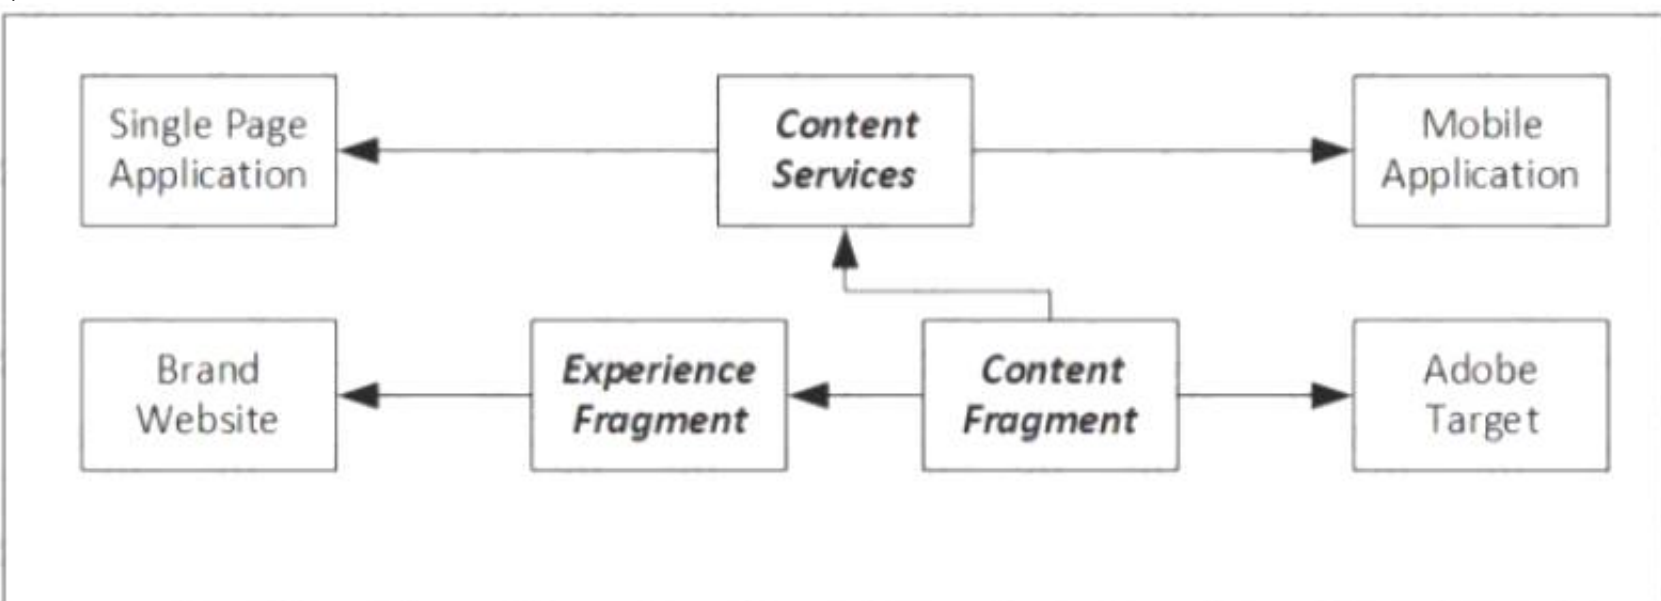 Single Page
Application
Content
Services
Mobile
Application
Brand
Website
Experience
Fragment
Content
Fragment
Adobe
Target